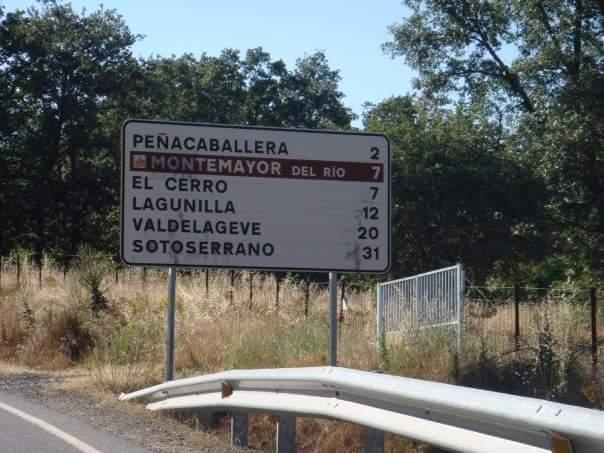 PEÑACABALLERA 2
MONTEMAYOR DEL RÍO 7
EL CERRO 7
LAGUNILLA 12
VALDELAGEVE 20
SOTOSERRANO 31